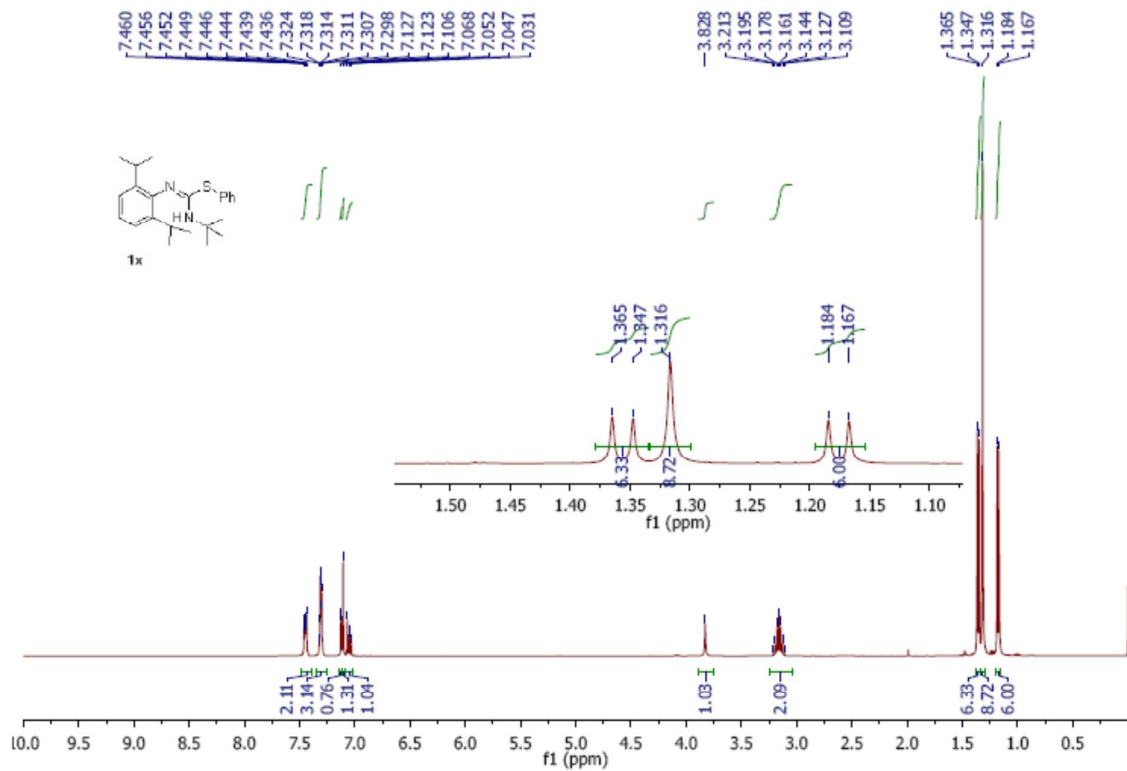 7.460 7.456 7.452 7.449 7.446 7.444 7.439 7.436 7.324 7.318 7.314 7.311 7.307 7.298 7.127 7.123 7.106 7.068 7.052 7.047 7.031
3.828 3.213 3.195 3.178 3.161 3.144 3.127 3.109
1.365 1.347 1.316 1.184 1.167
N S Ph
HN
1x
1.365 1.347 1.316 1.184 1.167
6.33 8.72 6.00
1.50 1.45 1.40 1.35 1.30 1.25 1.20 1.15 1.10
f1 (ppm)
2.11 3.14 0.76 1.31 1.04 1.03 2.09 6.33 8.72 6.00
10.0 9.5 9.0 8.5 8.0 7.5 7.0 6.5 6.0 5.5 5.0 4.5 4.0 3.5 3.0 2.5 2.0 1.5 1.0 0.5
f1 (ppm)